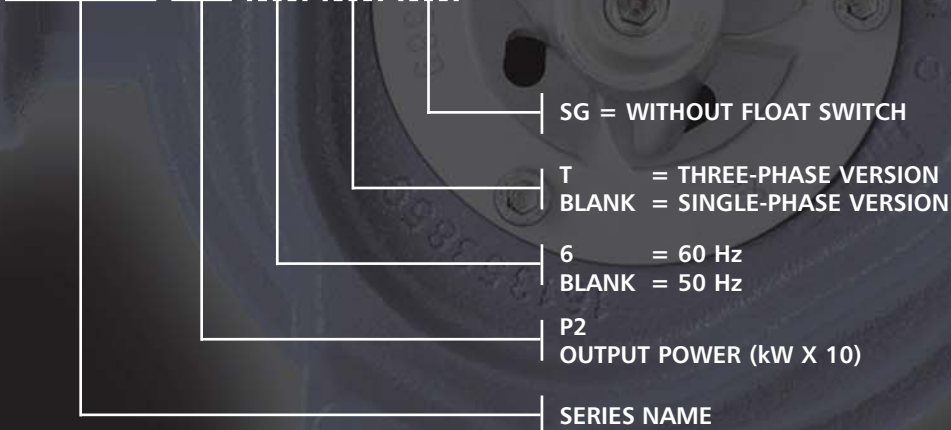 SG = WITHOUT FLOAT SWITCH
T = THREE-PHASE VERSION
BLANK = SINGLE-PHASE VERSION
6 = 60 Hz
BLANK = 50 Hz
P2
OUTPUT POWER (kW X 10)
SERIES NAME